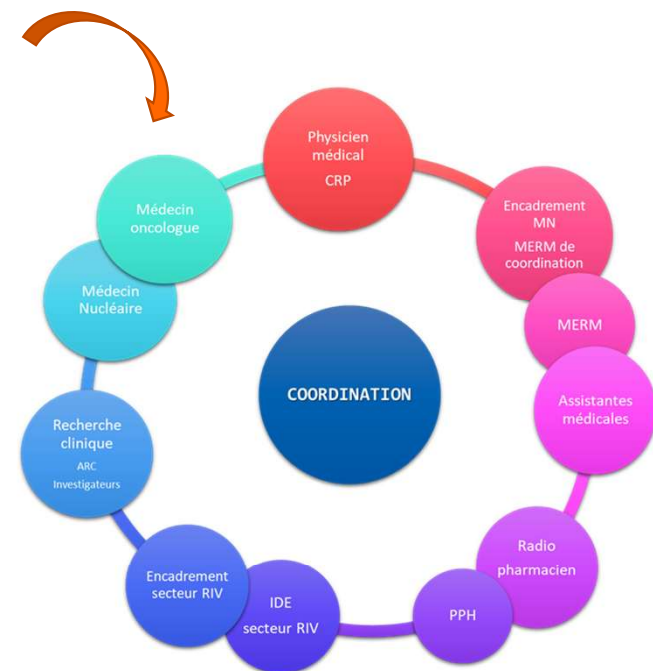 Physicien
médical
CRP
Encadrement
MN
MERM de
coordination
MERM
Assistantes
médicales
Radio
pharmacien
PPH
IDE
secteur RIV
Encadrement
secteur RIV
Recherche
clinique
ARC
Investigateurs
Médecin
Nucléaire
Médecin
oncologue
COORDINATION